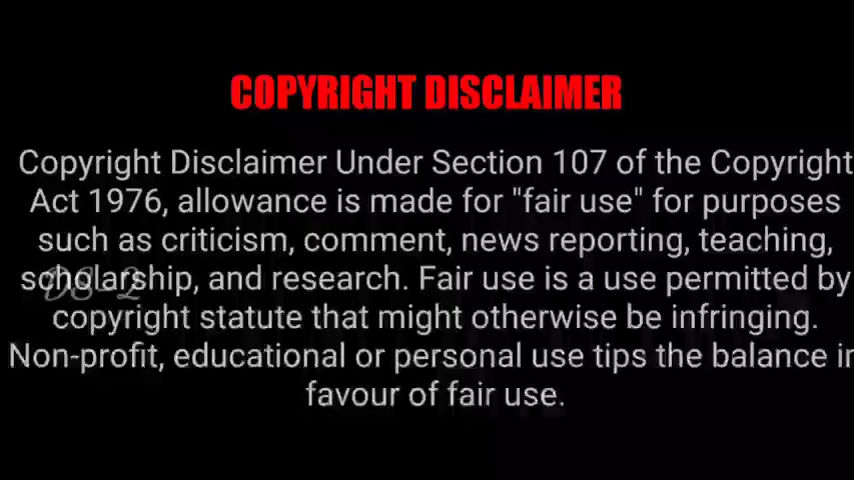 COPYRIGHT DISCLAIMER
Copyright Disclaimer Under Section 107 of the Copyright
Act 1976, allowance is made for "fair use" for purposes
such as criticism, comment, news reporting, teaching,
scholarship, and research. Fair use is a use permitted by
DS-2
copyright statute that might otherwise be infringing.
Non-profit, educational or personal use tips the balance in
favour of fair use.